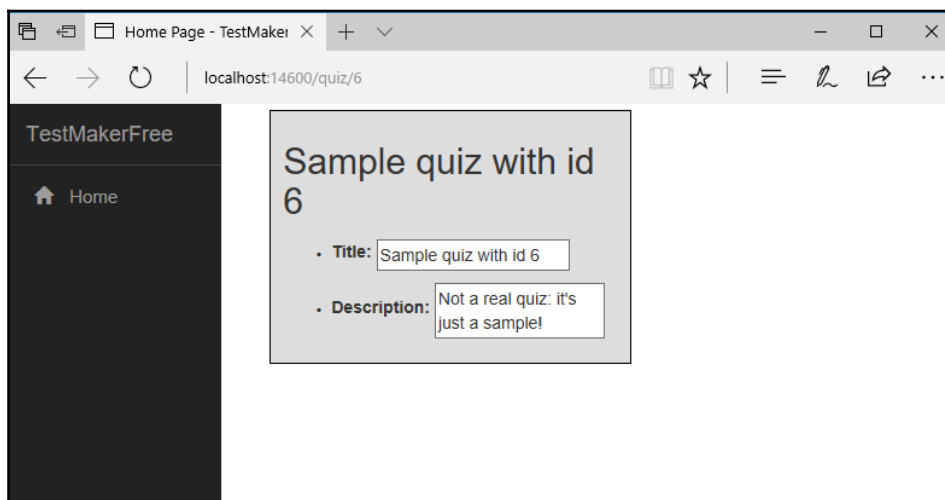 Home Page - TestMaker
localhost:14600/quiz/6
TestMakerFree
Home
Sample quiz with id
6
• Title: Sample quiz with id 6
• Description: Not a real quiz: it's
just a sample!